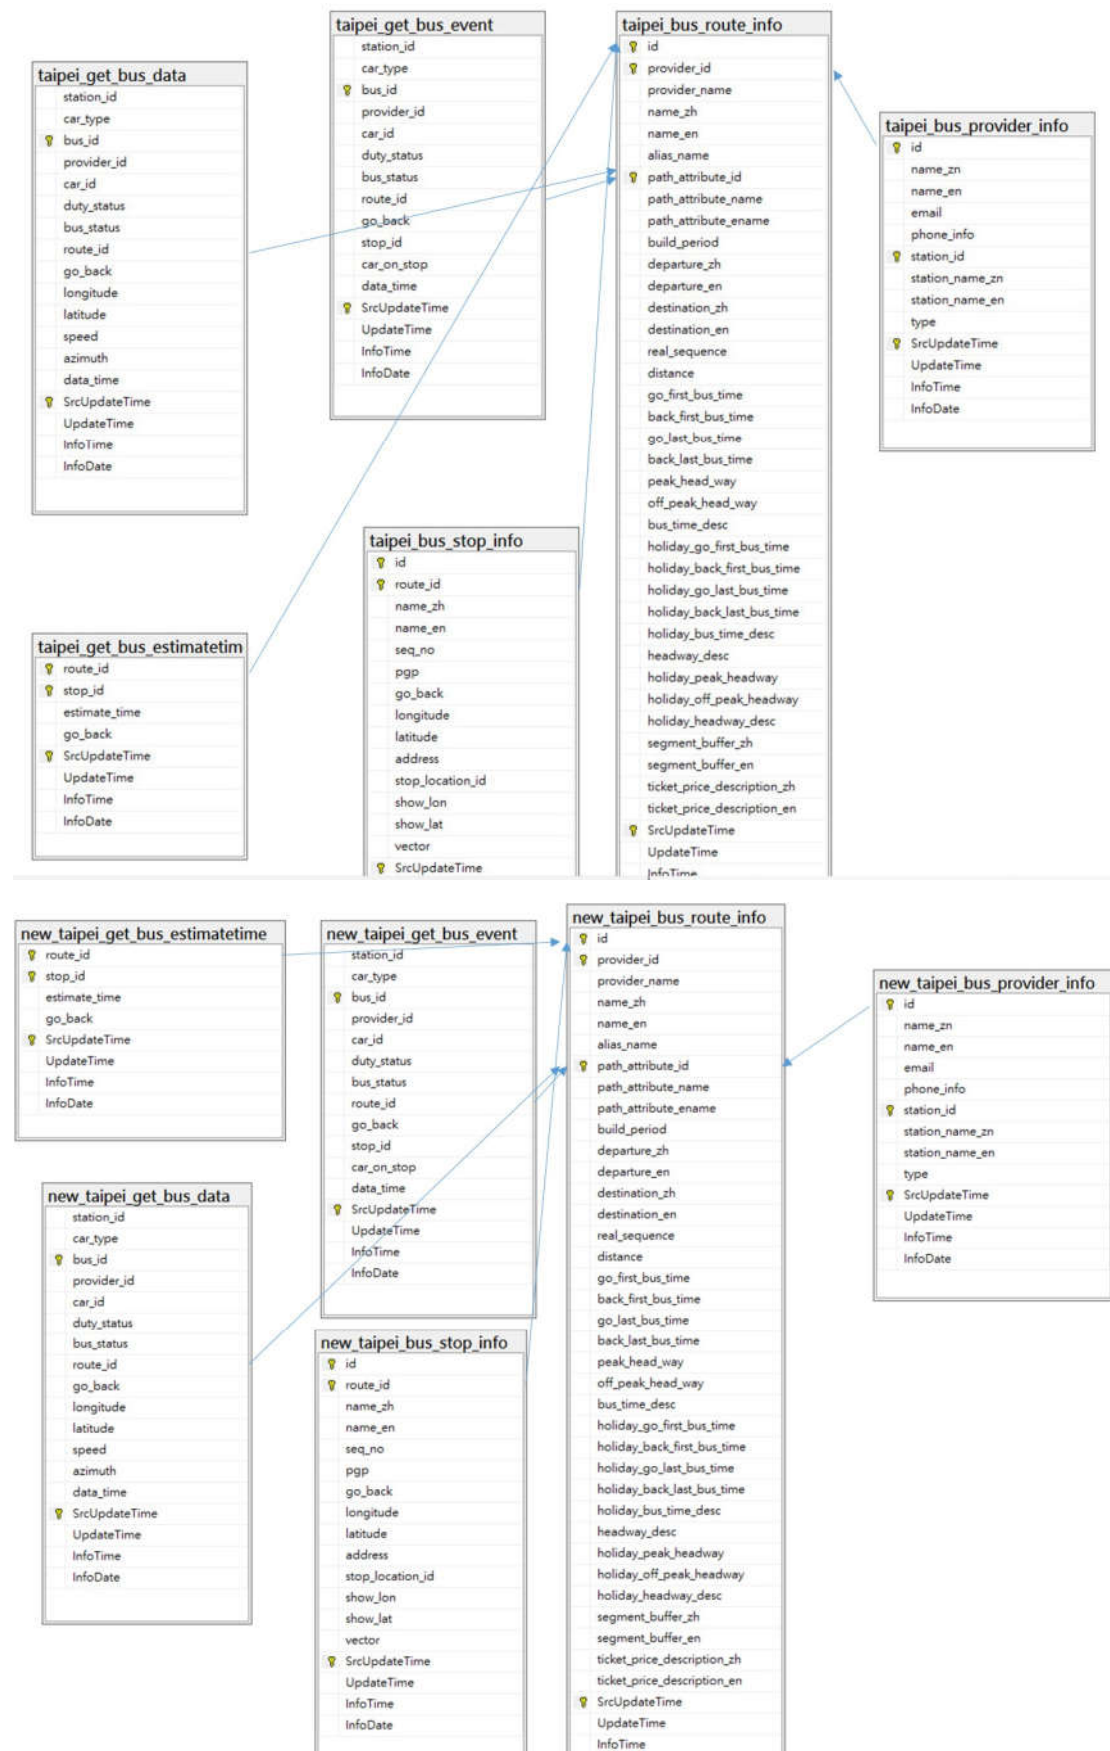 taipei_get_bus_data
station_id
car_type
bus_id
provider_id
car_id
duty_status
bus_status
route_id
go_back
longitude
latitude
speed
azimuth
data_time
SrcUpdateTime
UpdateTime
InfoTime
InfoDate
taipei_get_bus_event
station_id
car_type
bus_id
provider_id
car_id
duty_status
bus_status
route_id
go_back
stop_id
car_on_stop
data_time
SrcUpdateTime
UpdateTime
InfoTime
InfoDate
taipei_bus_route_info
id
provider_id
provider_name
name_zh
name_en
alias_name
path_attribute_id
path_attribute_name
path_attribute_ename
build_period
departure_zh
departure_en
destination_zh
destination_en
real_sequence
distance
go_first_bus_time
back_first_bus_time
go_last_bus_time
back_last_bus_time
peak_head_way
off_peak_head_way
bus_time_desc
holiday_go_first_bus_time
holiday_back_first_bus_time
holiday_go_last_bus_time
holiday_back_last_bus_time
holiday_bus_time_desc
headway_desc
holiday_peak_headway
holiday_off_peak_headway
holiday_headway_desc
segment_buffer_zh
segment_buffer_en
ticket_price_description_zh
ticket_price_description_en
SrcUpdateTime
UpdateTime
InfoTime
taipei_bus_provider_info
id
name_zn
name_en
email
phone_info
station_id
station_name_zn
station_name_en
type
SrcUpdateTime
UpdateTime
InfoTime
InfoDate
taipei_get_bus_estimatetim
route_id
stop_id
estimate_time
go_back
SrcUpdateTime
UpdateTime
InfoTime
InfoDate
taipei_bus_stop_info
id
route_id
name_zh
name_en
seq_no
pgp
go_back
longitude
latitude
address
stop_location_id
show_lon
show_lat
vector
SrcUpdateTime
new_taipei_get_bus_estimatetime
route_id
stop_id
estimate_time
go_back
SrcUpdateTime
UpdateTime
InfoTime
InfoDate
new_taipei_get_bus_event
station_id
car_type
bus_id
provider_id
car_id
duty_status
bus_status
route_id
go_back
stop_id
car_on_stop
data_time
SrcUpdateTime
UpdateTime
InfoTime
InfoDate
new_taipei_bus_route_info
id
provider_id
provider_name
name_zh
name_en
alias_name
path_attribute_id
path_attribute_name
path_attribute_ename
build_period
departure_zh
departure_en
destination_zh
destination_en
real_sequence
distance
go_first_bus_time
back_first_bus_time
go_last_bus_time
back_last_bus_time
peak_head_way
off_peak_head_way
bus_time_desc
holiday_go_first_bus_time
holiday_back_first_bus_time
holiday_go_last_bus_time
holiday_back_last_bus_time
holiday_bus_time_desc
headway_desc
holiday_peak_headway
holiday_off_peak_headway
holiday_headway_desc
segment_buffer_zh
segment_buffer_en
ticket_price_description_zh
ticket_price_description_en
SrcUpdateTime
UpdateTime
InfoTime
new_taipei_bus_provider_info
id
name_zn
name_en
email
phone_info
station_id
station_name_zn
station_name_en
type
SrcUpdateTime
UpdateTime
InfoTime
InfoDate
new_taipei_get_bus_data
station_id
car_type
bus_id
provider_id
car_id
duty_status
bus_status
route_id
go_back
longitude
latitude
speed
azimuth
data_time
SrcUpdateTime
UpdateTime
InfoTime
InfoDate
new_taipei_bus_stop_info
id
route_id
name_zh
name_en
seq_no
pgp
go_back
longitude
latitude
address
stop_location_id
show_lon
show_lat
vector
SrcUpdateTime
UpdateTime
InfoTime
InfoDate